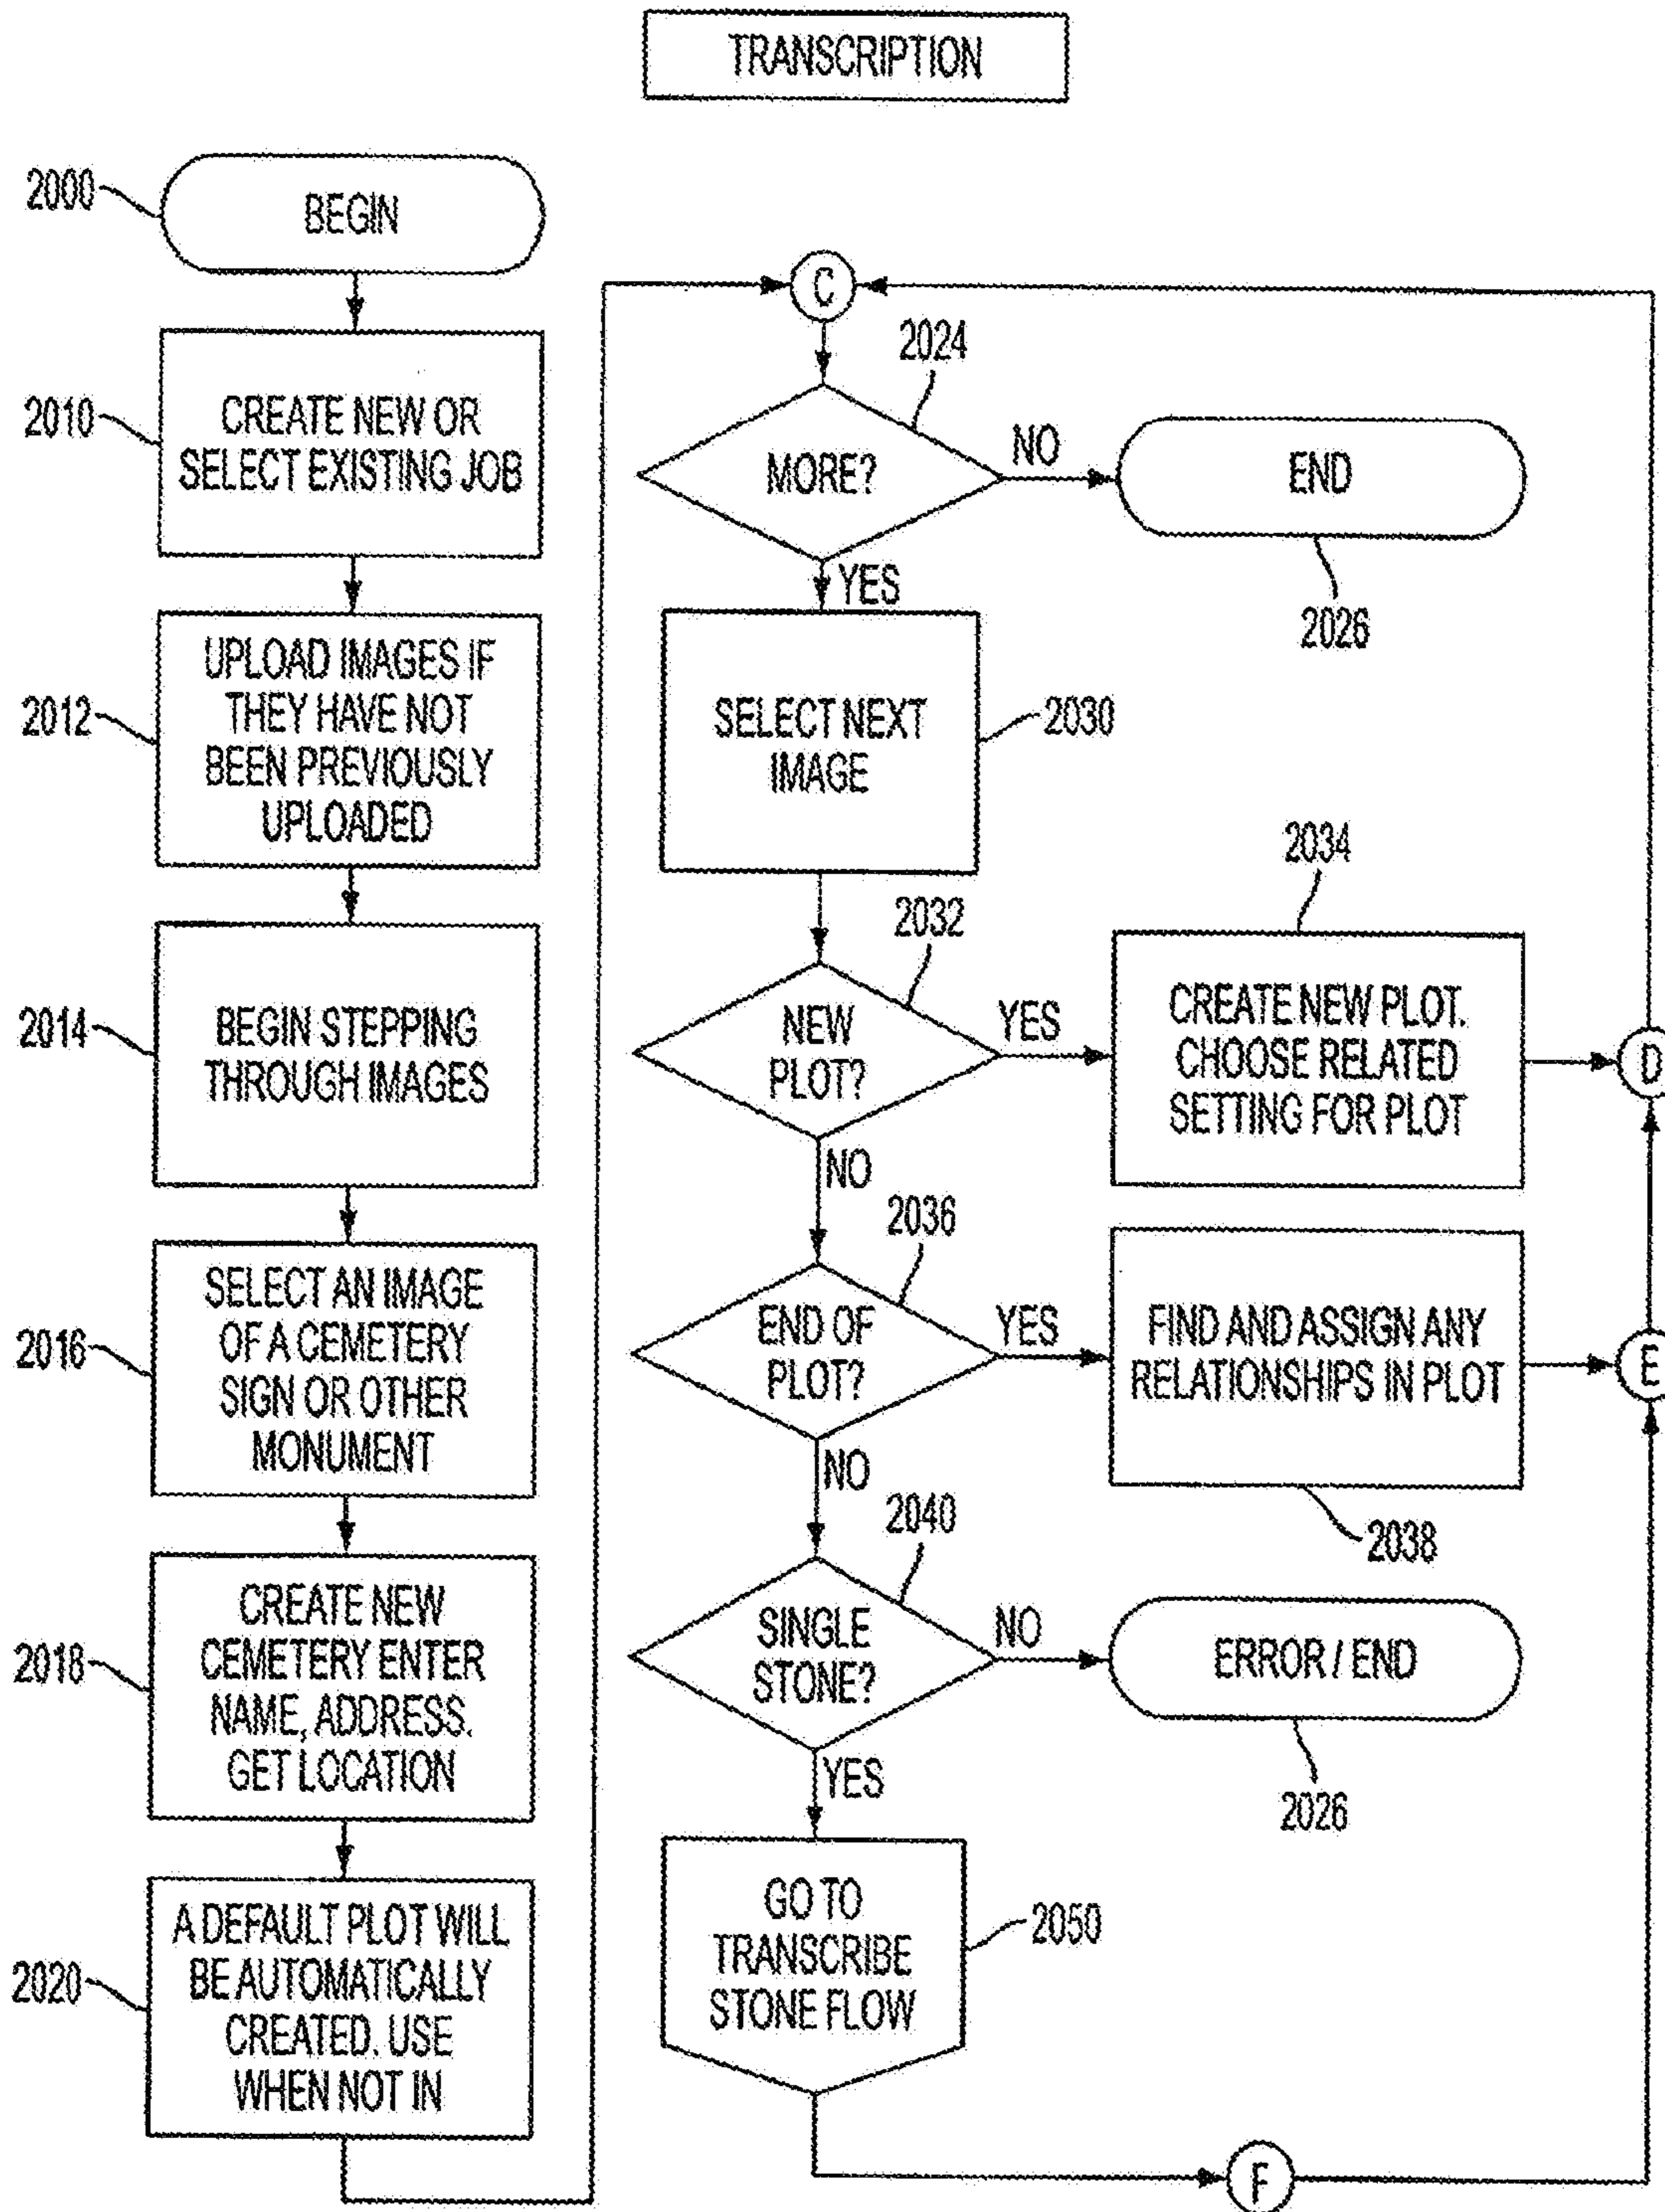 TRANSCRIPTION
2000
BEGIN
2010
CREATE NEW OR
SELECT EXISTING JOB
2012
UPLOAD IMAGES IF
THEY HAVE NOT
BEEN PREVIOUSLY
UPLOADED
2014
BEGIN STEPPING
THROUGH IMAGES
2016
SELECT AN IMAGE
OF A CEMETERY
SIGN OR OTHER
MONUMENT
2018
CREATE NEW
CEMETERY ENTER
NAME, ADDRESS.
GET LOCATION
2020
A DEFAULT PLOT WILL
BE AUTOMATICALLY
CREATED. USE
WHEN NOT IN
C
2024
MORE?
NO
END
2026
YES
SELECT NEXT
IMAGE
2030
2032
NEW
PLOT?
YES
2034
CREATE NEW PLOT.
CHOOSE RELATED
SETTING FOR PLOT
D
NO
2036
END OF
PLOT?
YES
FIND AND ASSIGN ANY
RELATIONSHIPS IN PLOT
2038
E
NO
2040
SINGLE
STONE?
NO
ERROR / END
2026
YES
GO TO
TRANSCRIBE
STONE FLOW
2050
F